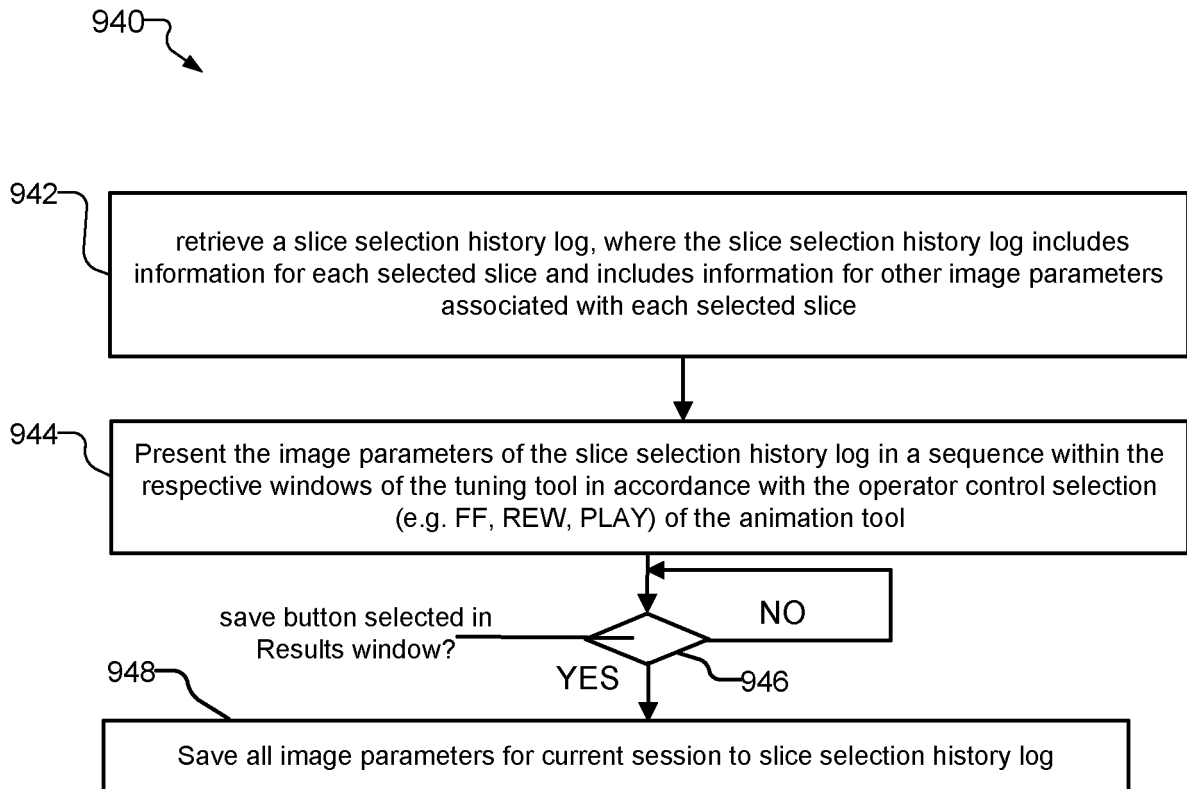 940
942
retrieve a slice selection history log, where the slice selection history log includes
information for each selected slice and includes information for other image parameters
associated with each selected slice
944
Present the image parameters of the slice selection history log in a sequence within the
respective windows of the tuning tool in accordance with the operator control selection
(e.g. FF, REW, PLAY) of the animation tool
save button selected in
Results window?
NO
YES
946
948
Save all image parameters for current session to slice selection history log